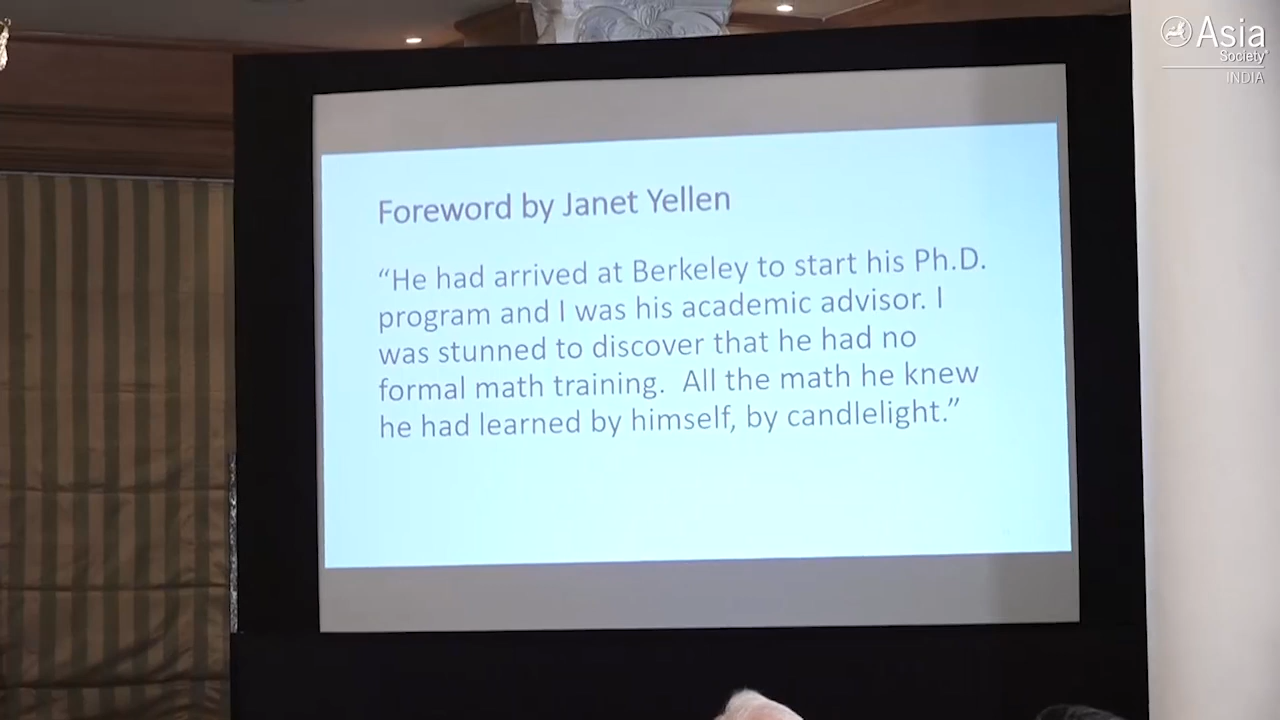 Asia
Society
INDIA
Foreword by Janet Yellen
“He had arrived at Berkeley to start his Ph.D.
program and I was his academic advisor. I
was stunned to discover that he had no
formal math training.  All the math he knew
he had learned by himself, by candlelight.”